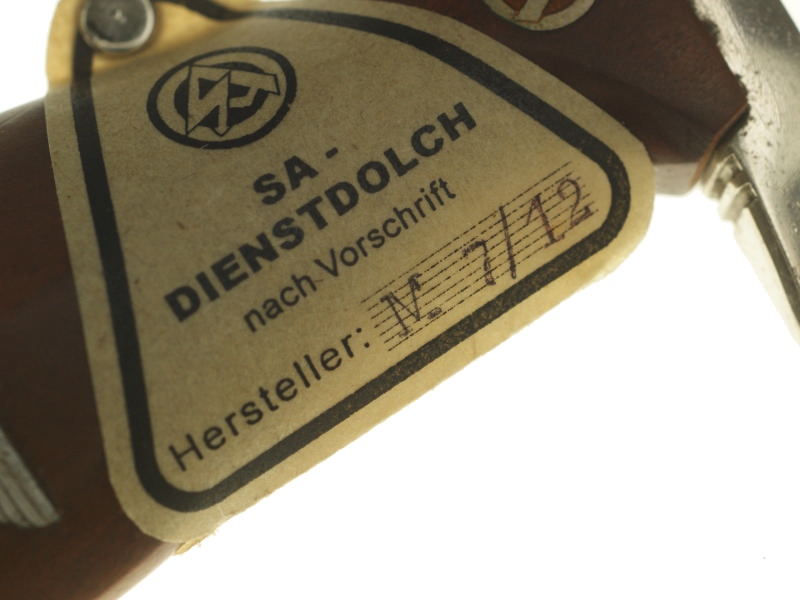 SA -
DIENSTDOLCH
nach Vorschrift
Hersteller: M. 7/12